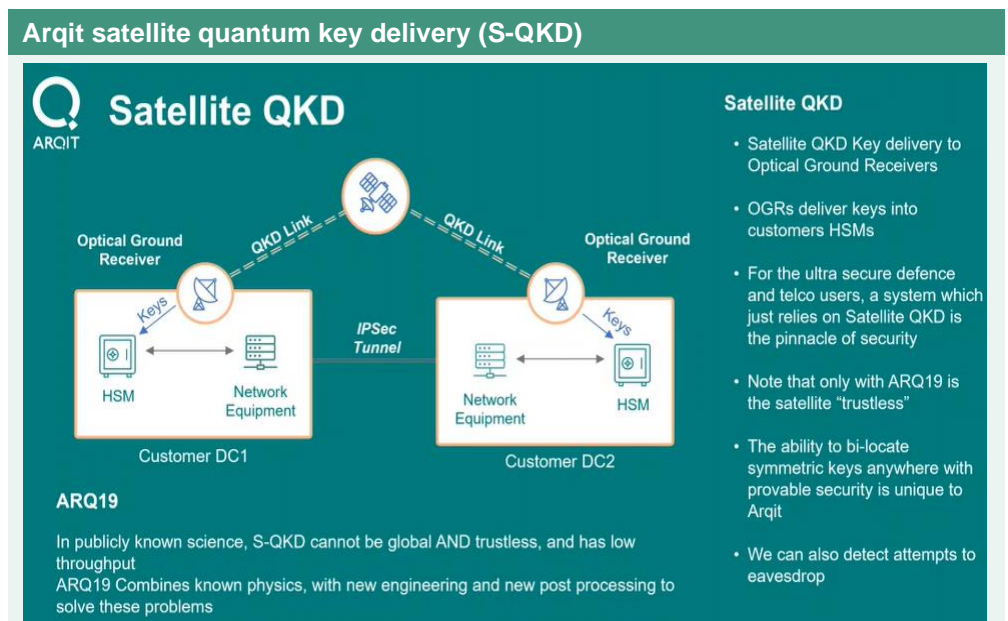 Arqit satellite quantum key delivery (S-QKD)
ARQIT
Satellite QKD
QKD Link
QKD Link
Optical Ground
Receiver
Optical Ground
Receiver
Keys
Keys
IPSec
Tunnel
HSM
Network
Equipment
Network
Equipment
HSM
Customer DC1
Customer DC2
ARQ19
In publicly known science, S-QKD cannot be global AND trustless, and has low
throughput
ARQ19 Combines known physics, with new engineering and new post processing to
solve these problems
Satellite QKD
• Satellite QKD Key delivery to
Optical Ground Receivers
• OGRs deliver keys into
customers HSMs
• For the ultra secure defence
and telco users, a system which
just relies on Satellite QKD is
the pinnacle of security
• Note that only with ARQ19 is
the satellite “trustless”
• The ability to bi-locate
symmetric keys anywhere with
provable security is unique to
Arqit
• We can also detect attempts to
eavesdrop